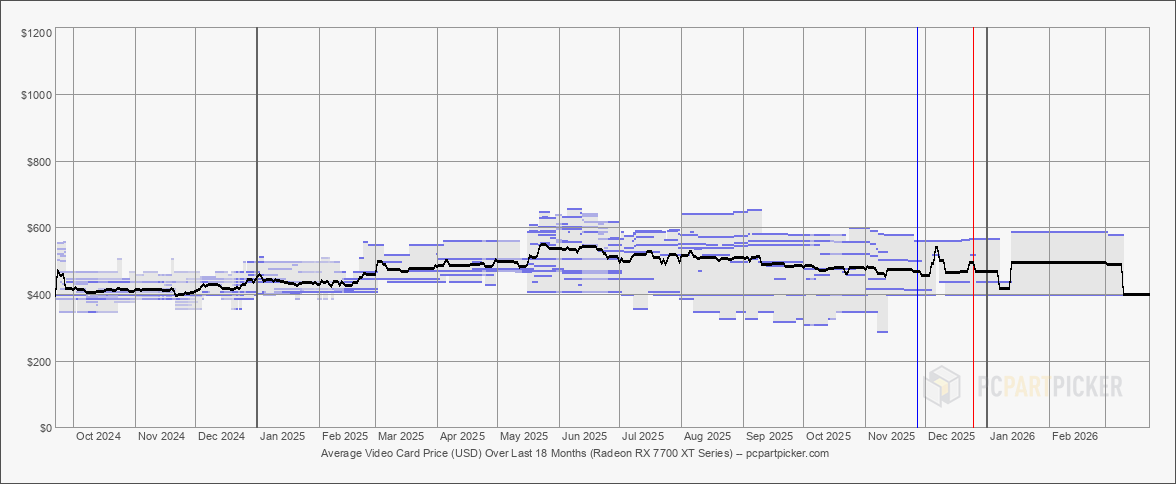 $1200
$1000
$800
$600
$400
$200
$0
Oct 2024 Nov 2024 Dec 2024 Jan 2025 Feb 2025 Mar 2025 Apr 2025 May 2025 Jun 2025 Jul 2025 Aug 2025 Sep 2025 Oct 2025 Nov 2025 Dec 2025 Jan 2026 Feb 2026
Average Video Card Price (USD) Over Last 18 Months (Radeon RX 7700 XT Series) -- pcpartpicker.com
PCPARTPICKER